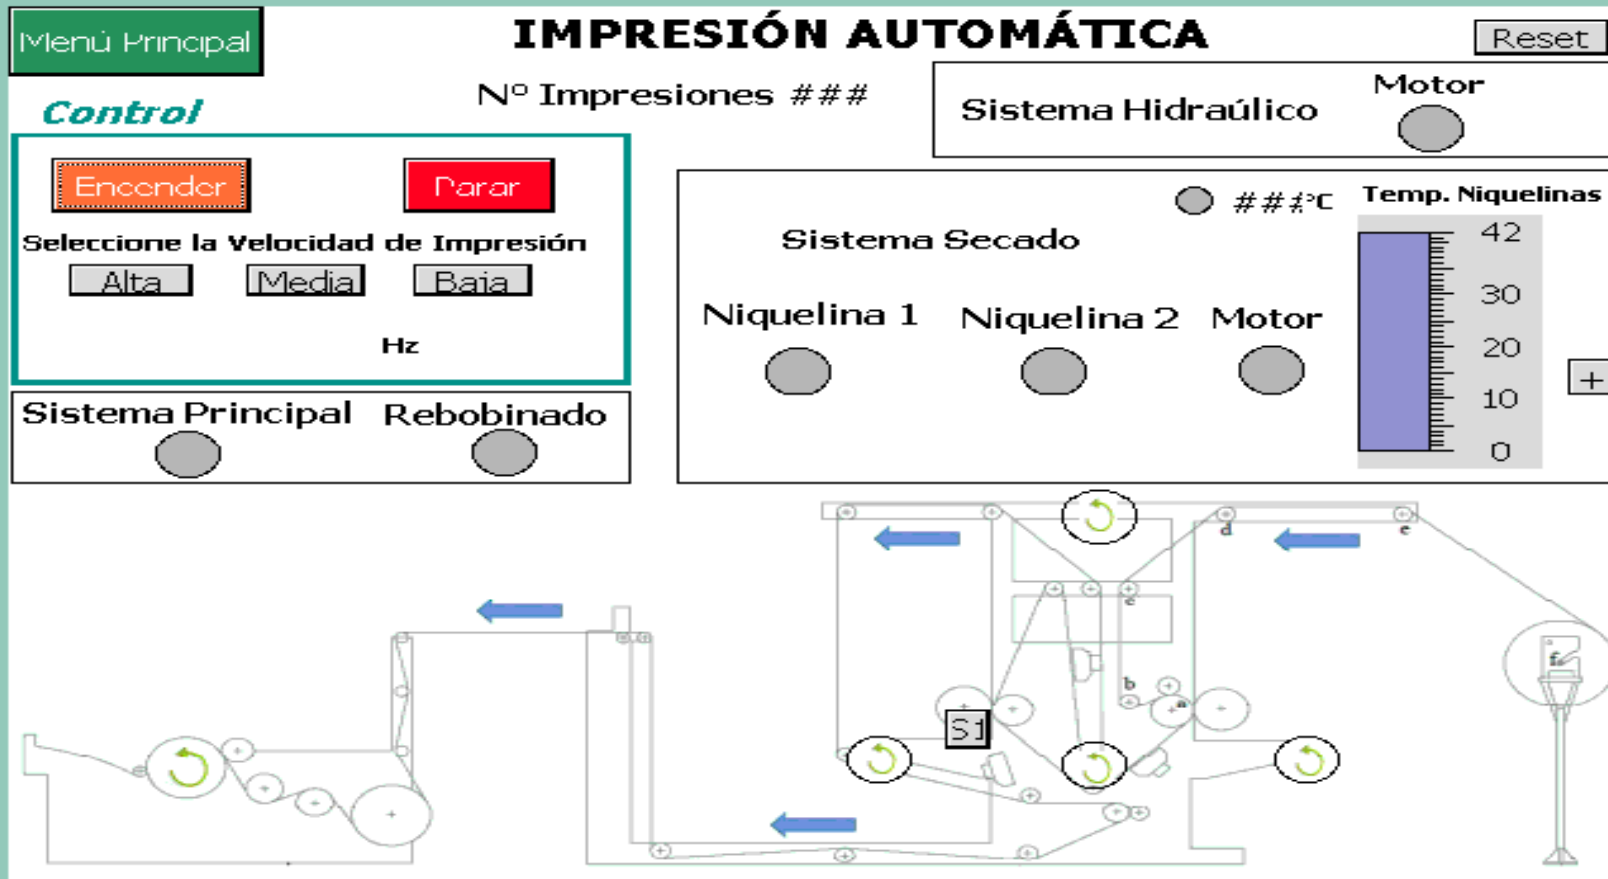 Menú Principal
IMPRESIÓN AUTOMÁTICA
Reset
Nº Impresiones ###
Control
Sistema Hidraúlico
Motor
Encender
Parar
Seleccione la Velocidad de Impresión
Alta
Media
Baja
Hz
Sistema Principal
Rebobinado
Sistema Secado
###ºC
Temp. Niquelinas
Niquelina 1
Niquelina 2
Motor
42
30
20
10
0
+
d
e
c
b
a
f
S1